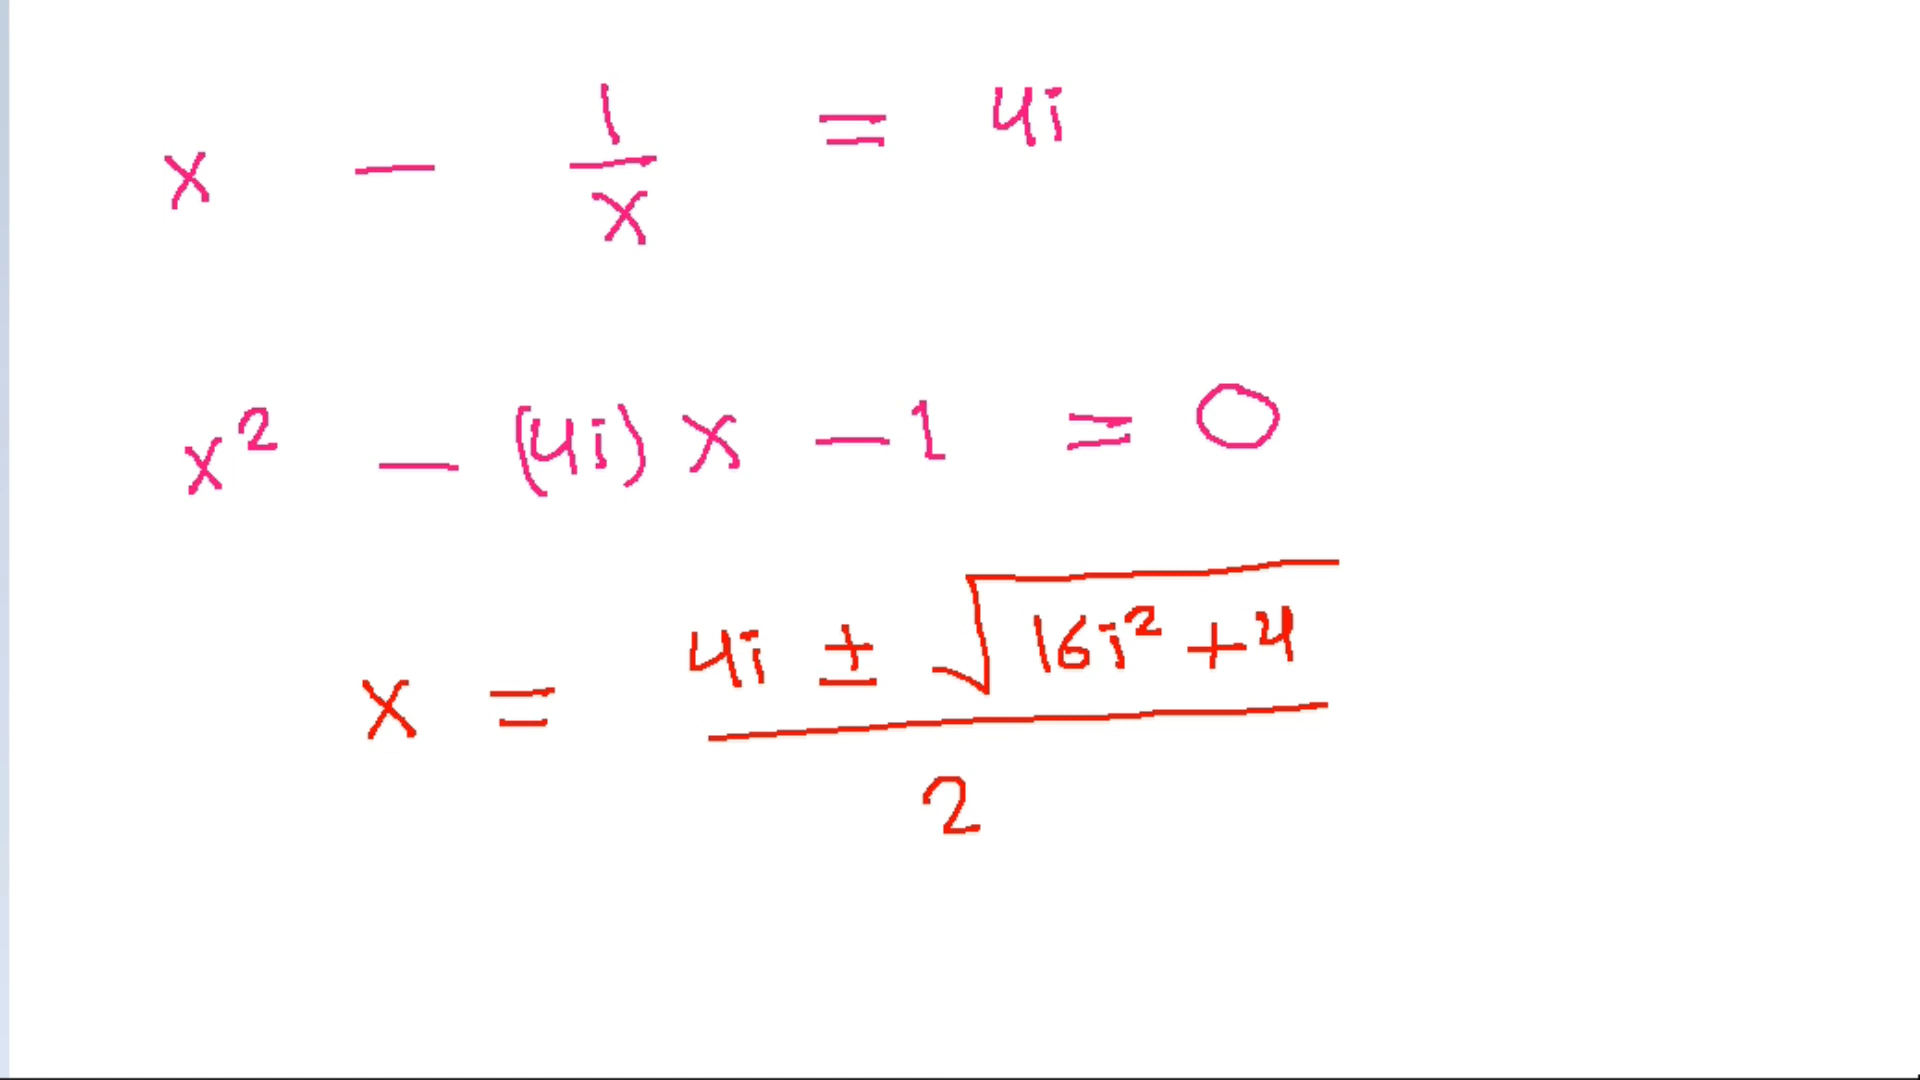 x - 1/x = 4i
x² - (4i) x - 1 = 0
x = (4i ± √(16i² + 4)) / 2